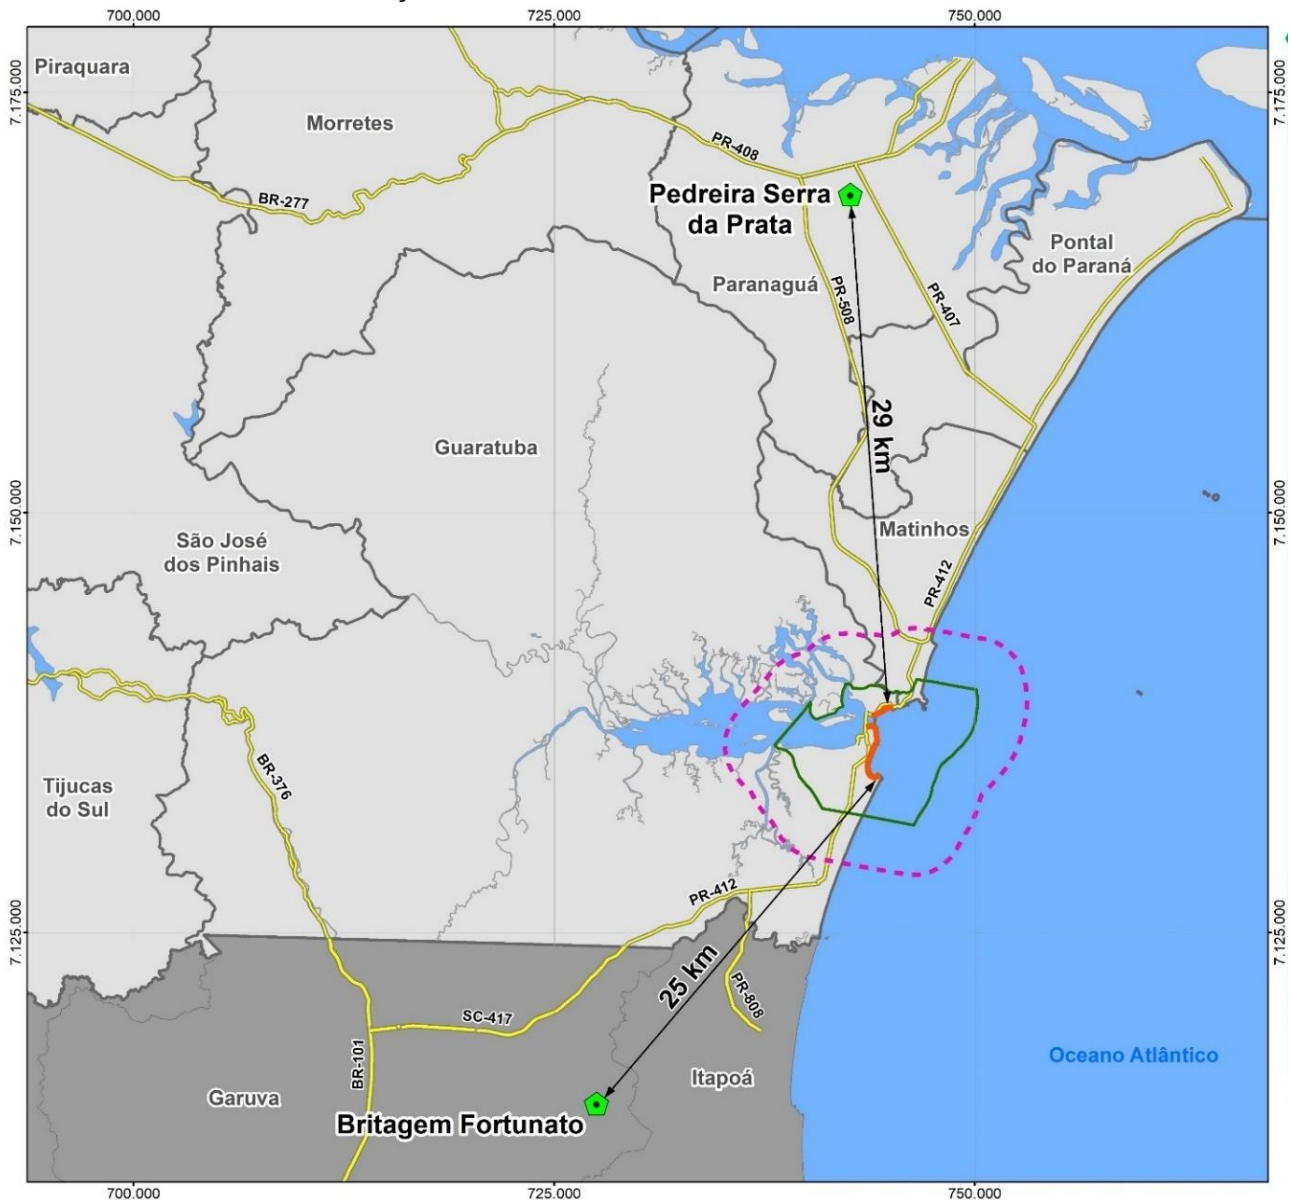 700.000
725.000
750.000
Piraquara
7.175.000
7.175.000
Morretes
PR-408
BR-277
Pedreira Serra
da Prata
Pontal
do Paraná
Paranaguá
PR-508
PR-407
29 km
Guaratuba
7.150.000
7.150.000
Matinhos
São José
dos Pinhais
PR-412
BR-376
Tijucas
do Sul
PR-412
7.125.000
7.125.000
25 km
PR-808
SC-417
BR-101
Oceano Atlântico
Itapoá
Garuva
Britagem Fortunato
700.000
725.000
750.000